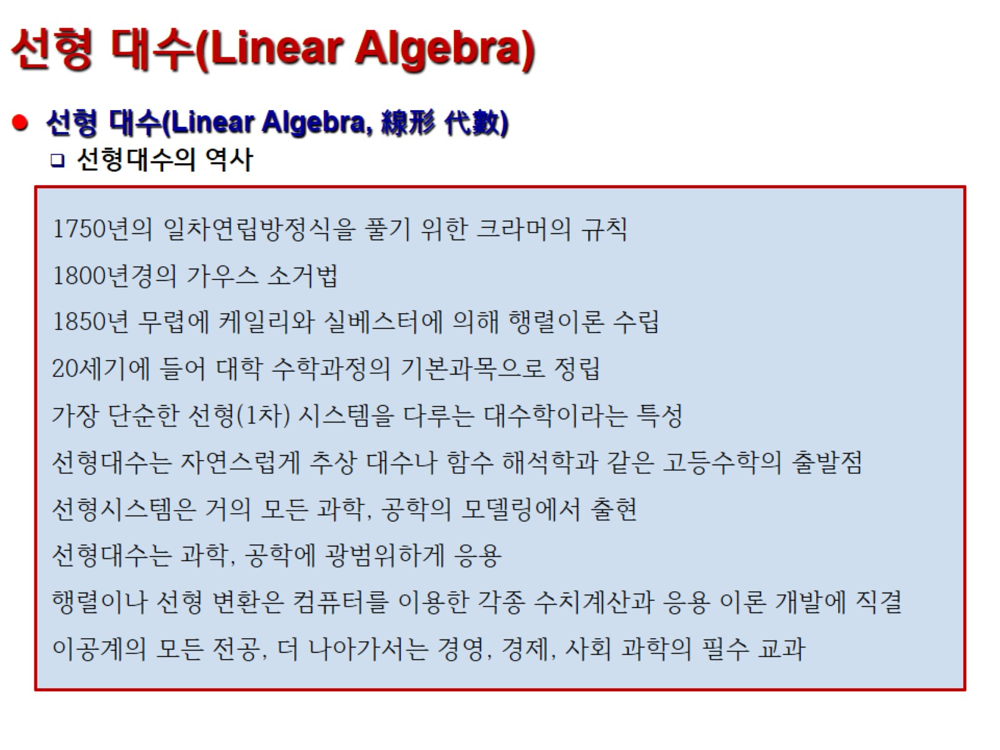 선형 대수(Linear Algebra)
선형 대수(Linear Algebra, 線形 代數)
선형대수의 역사
1750년의 일차연립방정식을 풀기 위한 크라머의 규칙
1800년경의 가우스 소거법
1850년 무렵에 케일리와 실베스터에 의해 행렬이론 수립
20세기에 들어 대학 수학과정의 기본과목으로 정립
가장 단순한 선형(1차) 시스템을 다루는 대수학이라는 특성
선형대수는 자연스럽게 추상 대수나 함수 해석학과 같은 고등수학의 출발점
선형시스템은 거의 모든 과학, 공학의 모델링에서 출현
선형대수는 과학, 공학에 광범위하게 응용
행렬이나 선형 변환은 컴퓨터를 이용한 각종 수치계산과 응용 이론 개발에 직결
이공계의 모든 전공, 더 나아가서는 경영, 경제, 사회 과학의 필수 교과